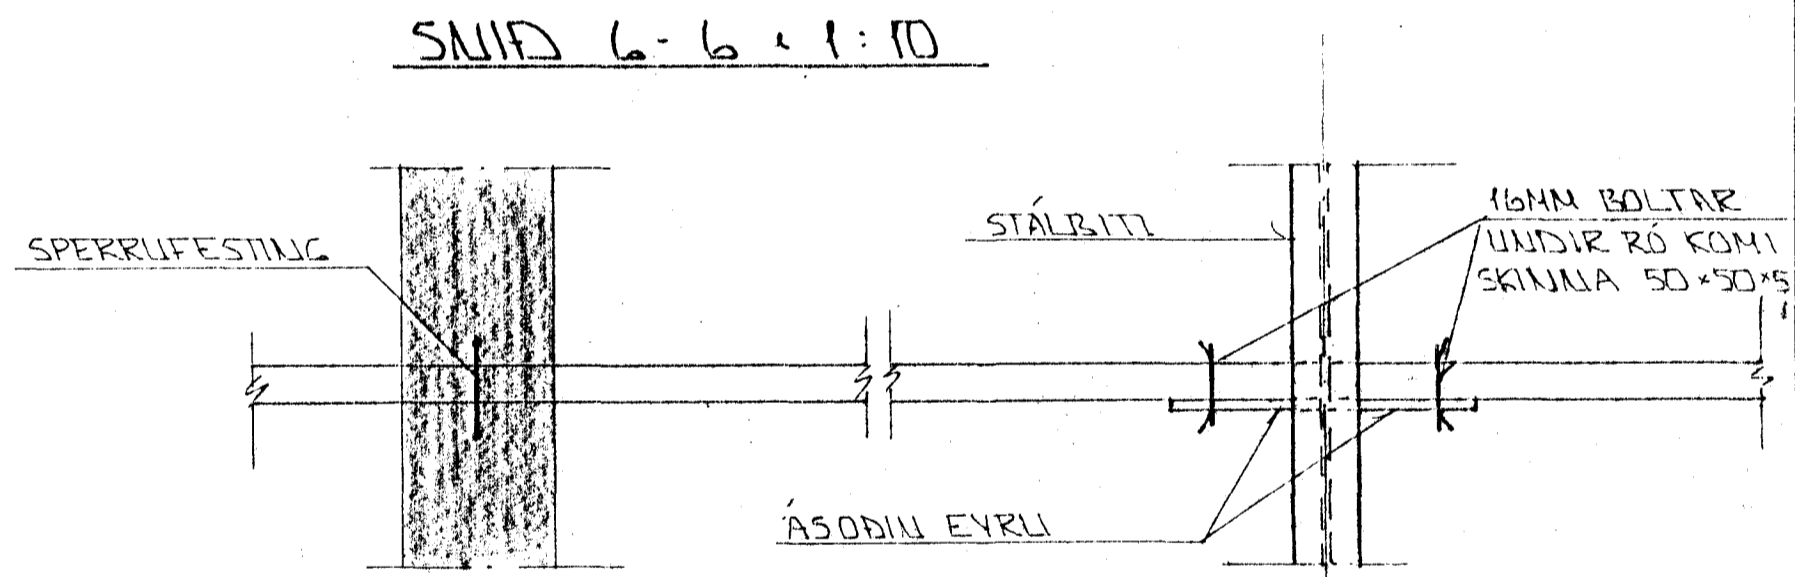 SNIÐ 6-6 • 1:10
SPERRUFESTING
STÁLBITI
16MM BOLTAR
UNDIR RÓ KOMI
SKINNA 50×50×5
ÁSOÐIN EYRU